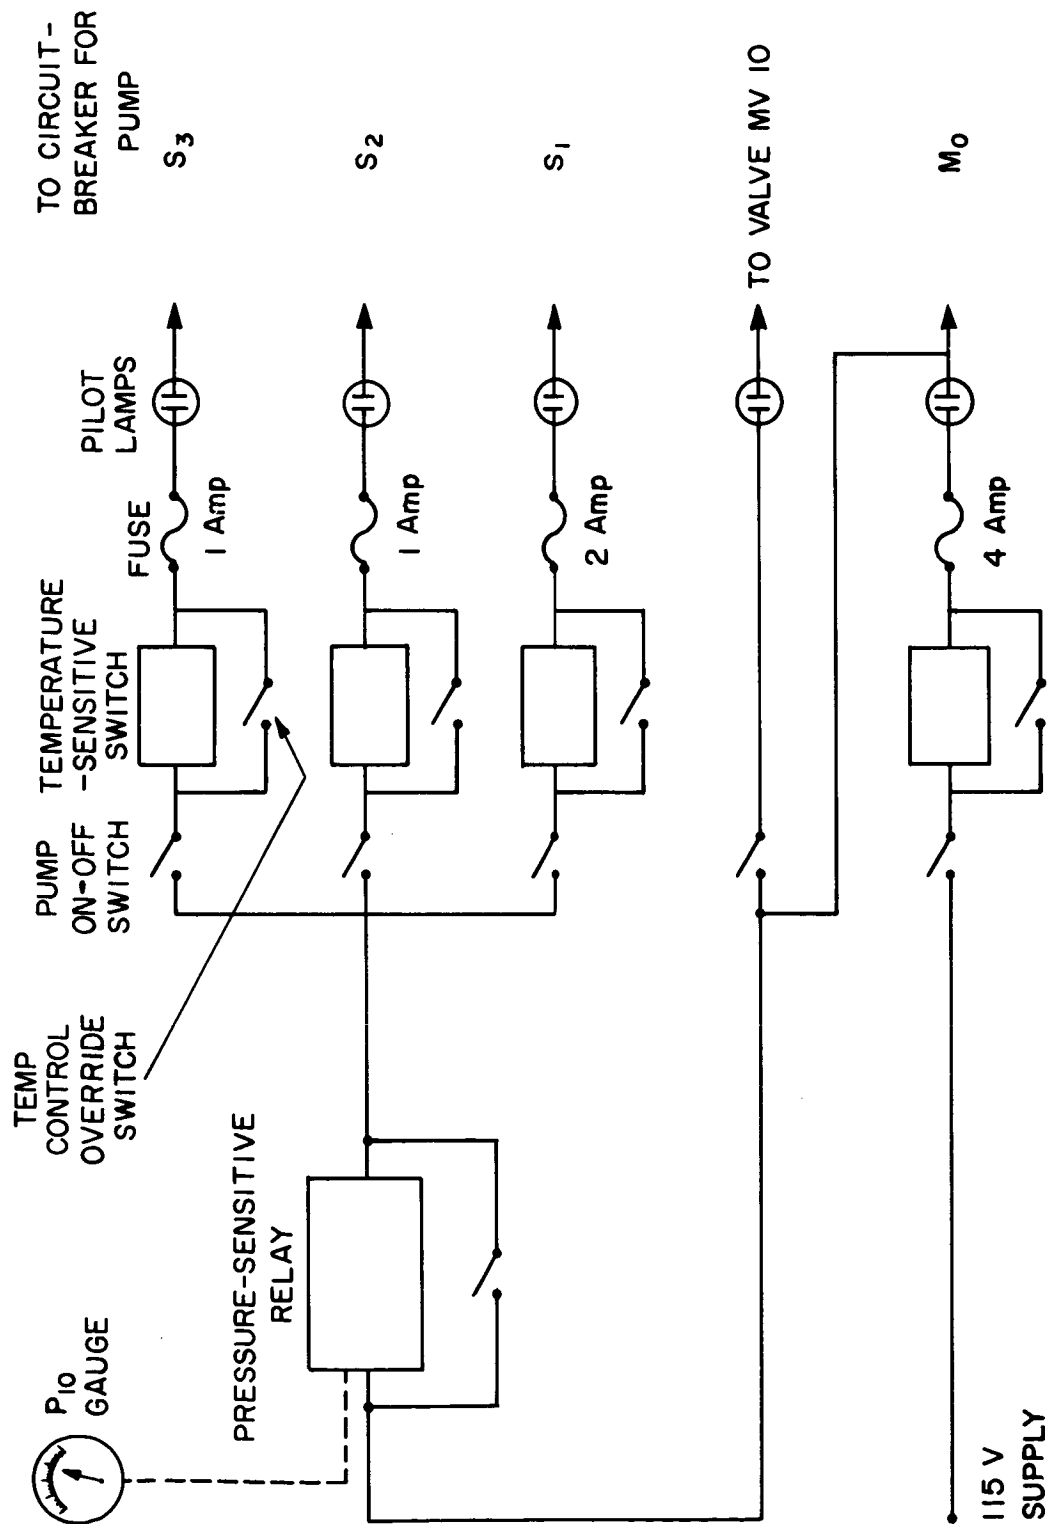 P10
GAUGE
PRESSURE-SENSITIVE
RELAY
TEMP
CONTROL
OVERRIDE
SWITCH
PUMP
ON-OFF
SWITCH
TEMPERATURE
-SENSITIVE
SWITCH
FUSE
PILOT
LAMPS
TO CIRCUIT-
BREAKER FOR
PUMP
1 Amp
S3
1 Amp
S2
2 Amp
S1
TO VALVE MV 10
4 Amp
M0
115 V
SUPPLY